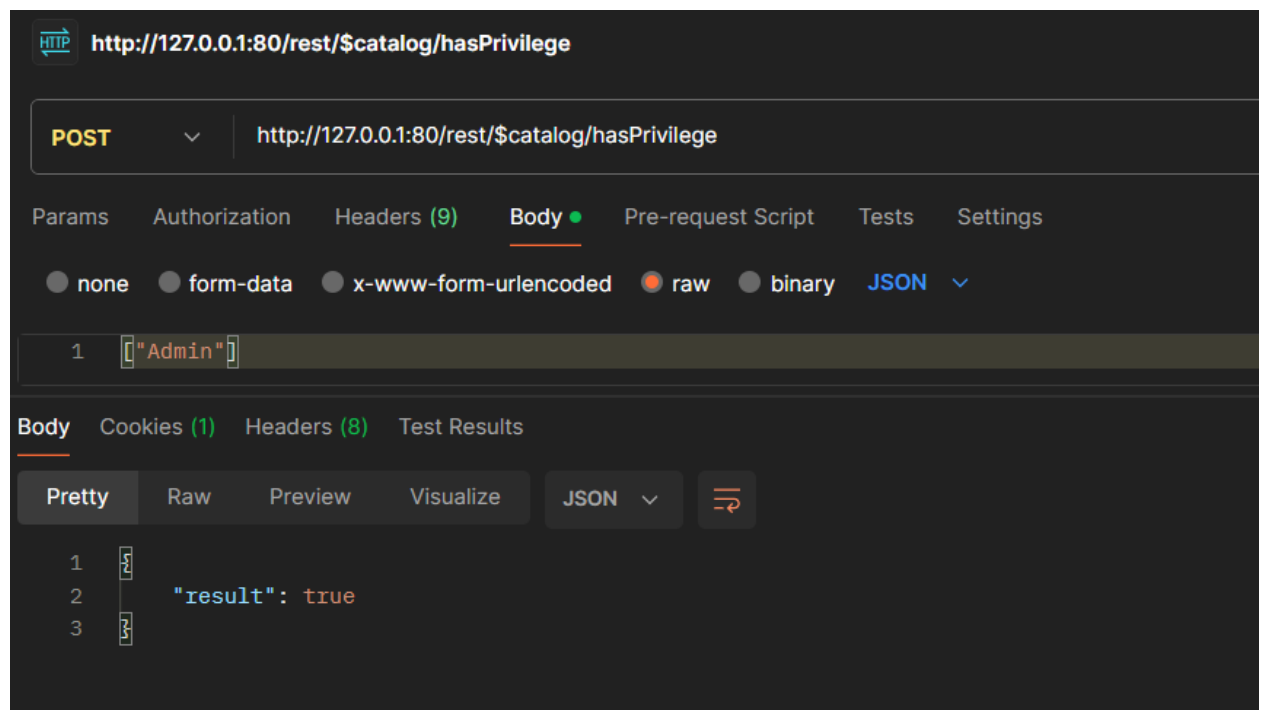 HTTP http://127.0.0.1:80/rest/$catalog/hasPrivilege
POST http://127.0.0.1:80/rest/$catalog/hasPrivilege
Params Authorization Headers (9) Body Pre-request Script Tests Settings
none form-data x-www-form-urlencoded raw binary JSON
1 ["Admin"]
Body Cookies (1) Headers (8) Test Results
Pretty Raw Preview Visualize JSON
1 {
2 "result": true
3 }